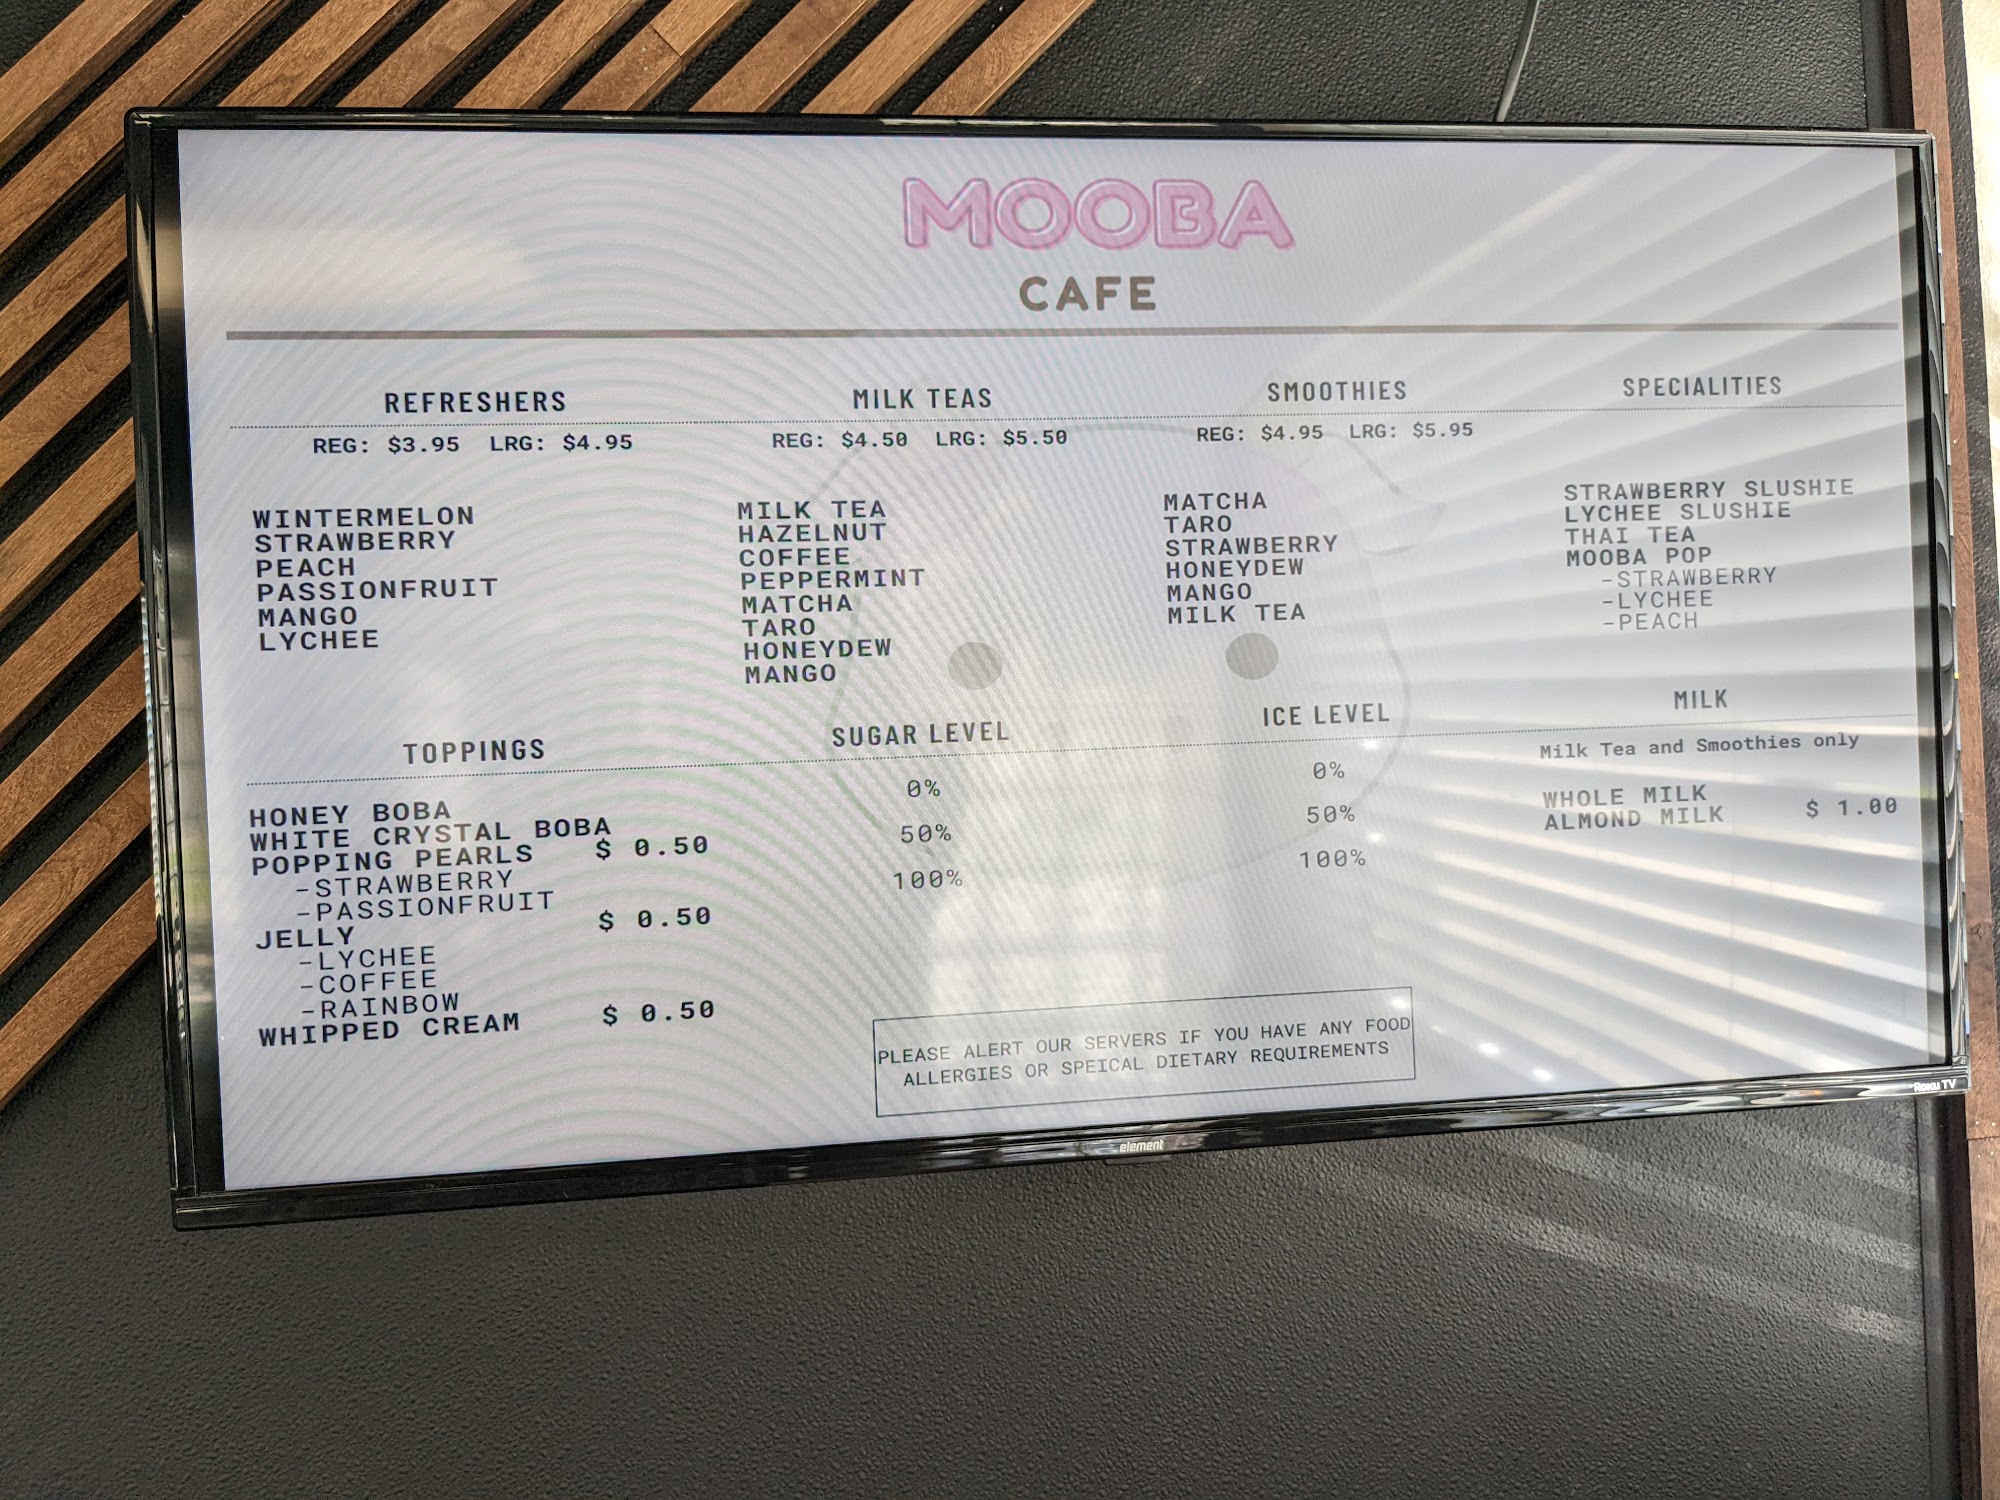 MOOBA
CAFE
REFRESHERS
REG: $3.95 LRG: $4.95
WINTERMELON
STRAWBERRY
PEACH
PASSIONFRUIT
MANGO
LYCHEE
MILK TEAS
REG: $4.50 LRG: $5.50
MILK TEA
HAZELNUT
COFFEE
PEPPERMINT
MATCHA
TARO
HONEYDEW
MANGO
SMOOTHIES
REG: $4.95 LRG: $5.95
MATCHA
TARO
STRAWBERRY
HONEYDEW
MANGO
MILK TEA
SPECIALITIES
STRAWBERRY SLUSHIE
LYCHEE SLUSHIE
THAI TEA
MOOBA POP
-STRAWBERRY
-LYCHEE
-PEACH
TOPPINGS
HONEY BOBA
WHITE CRYSTAL BOBA
POPPING PEARLS $ 0.50
-STRAWBERRY
-PASSIONFRUIT
JELLY $ 0.50
-LYCHEE
-COFFEE
-RAINBOW
WHIPPED CREAM $ 0.50
SUGAR LEVEL
0%
50%
100%
ICE LEVEL
0%
50%
100%
MILK
Milk Tea and Smoothies only
WHOLE MILK
ALMOND MILK $ 1.00
PLEASE ALERT OUR SERVERS IF YOU HAVE ANY FOOD
ALLERGIES OR SPEICAL DIETARY REQUIREMENTS
element
Roku TV